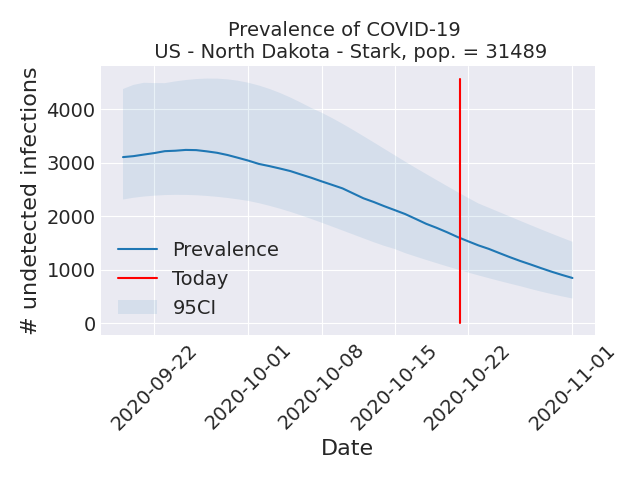 Prevalence of COVID-19
US - North Dakota - Stark, pop. = 31489
# undetected infections
4000
3000
2000
1000
0
Prevalence
Today
95CI
2020-09-22
2020-10-01
2020-10-08
2020-10-15
2020-10-22
2020-11-01
Date